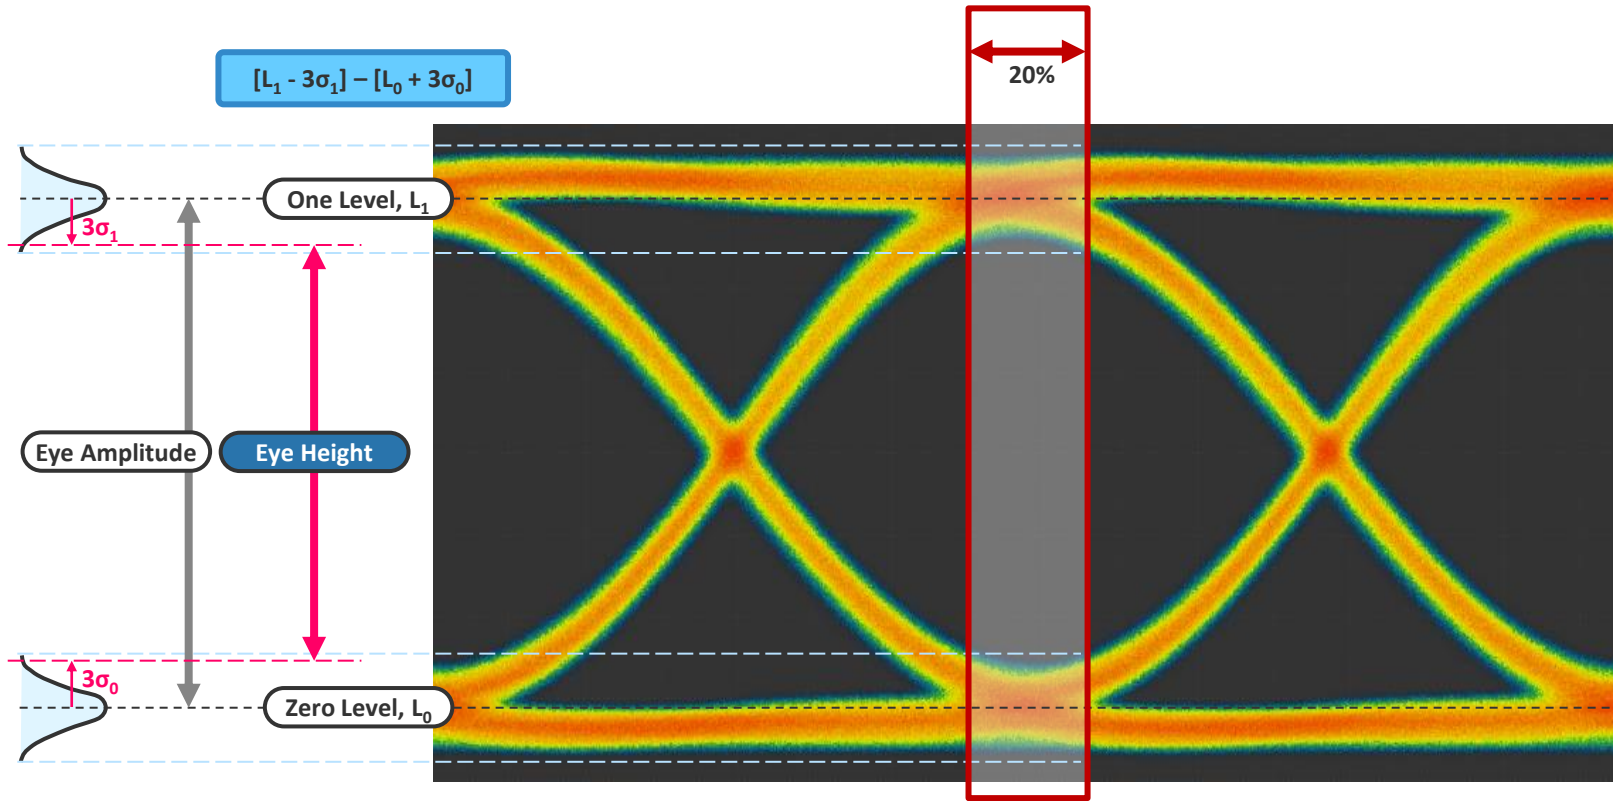 [L₁ - 3σ₁] – [L₀ + 3σ₀]
20%
One Level, L₁
3σ₁
Eye Amplitude
Eye Height
3σ₀
Zero Level, L₀